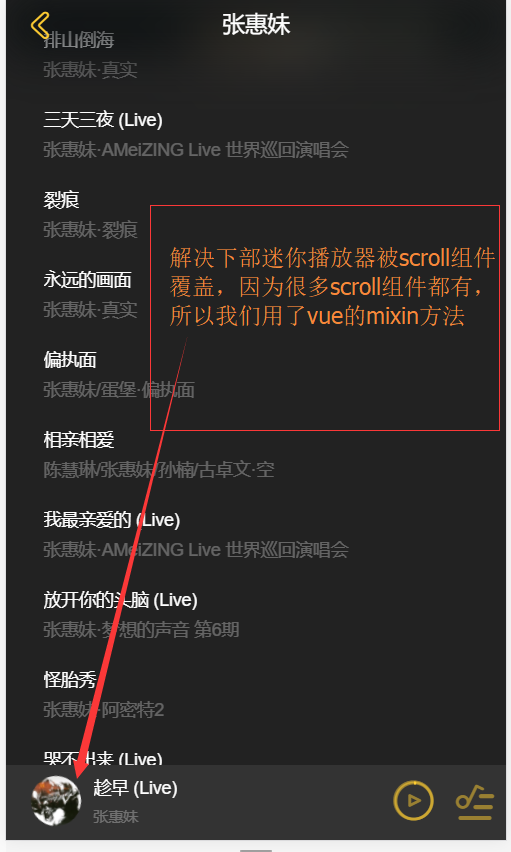 张惠妹
排山倒海
张惠妹·真实
三天三夜 (Live)
张惠妹·AMeiZING Live 世界巡回演唱会
裂痕
张惠妹·裂痕
解决下部迷你播放器被scroll组件
覆盖，因为很多scroll组件都有，
所以我们用了vue的mixin方法
永远的画面
张惠妹·真实
偏执面
张惠妹/蛋堡·偏执面
相亲相爱
陈慧琳/张惠妹/孙楠/古卓文·空
我最亲爱的 (Live)
张惠妹·AMeiZING Live 世界巡回演唱会
放开你的头脑 (Live)
张惠妹·梦想的声音 第6期
怪胎秀
张惠妹·阿密特2
哭不出来 (Live)
趁早 (Live)
张惠妹